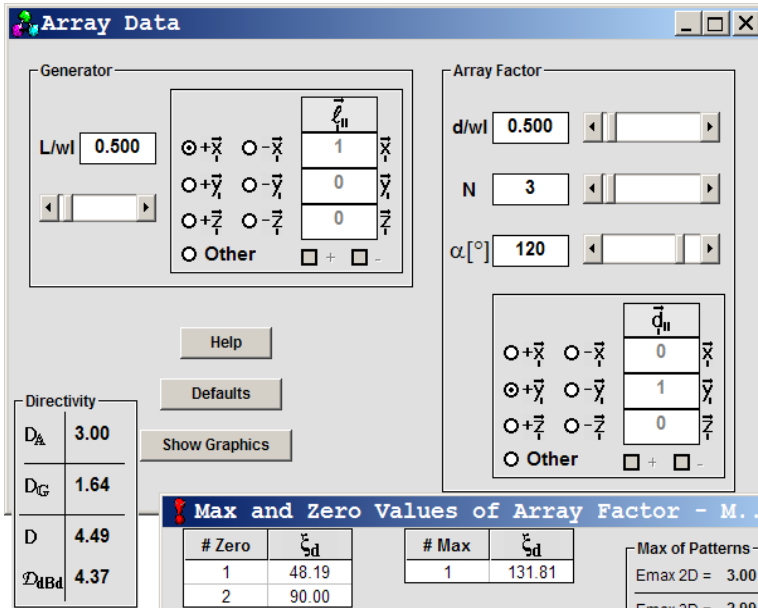 Array Data
Generator
L/wl 0.500
ℓ⃗ıı
+x⃗ -x⃗ 1 x⃗
+y⃗ -y⃗ 0 y⃗
+z⃗ -z⃗ 0 z⃗
Other + -
Array Factor
d/wl 0.500
N 3
α[°] 120
d⃗ıı
+x⃗ -x⃗ 0 x⃗
+y⃗ -y⃗ 1 y⃗
+z⃗ -z⃗ 0 z⃗
Other + -
Help
Defaults
Show Graphics
Directivity
D𝔸 3.00
D𝔾 1.64
D 4.49
𝒟dBd 4.37
Max and Zero Values of Array Factor - M..
# Zero ξd
1 48.19
2 90.00
# Max ξd
1 131.81
Max of Patterns
Emax 2D = 3.00